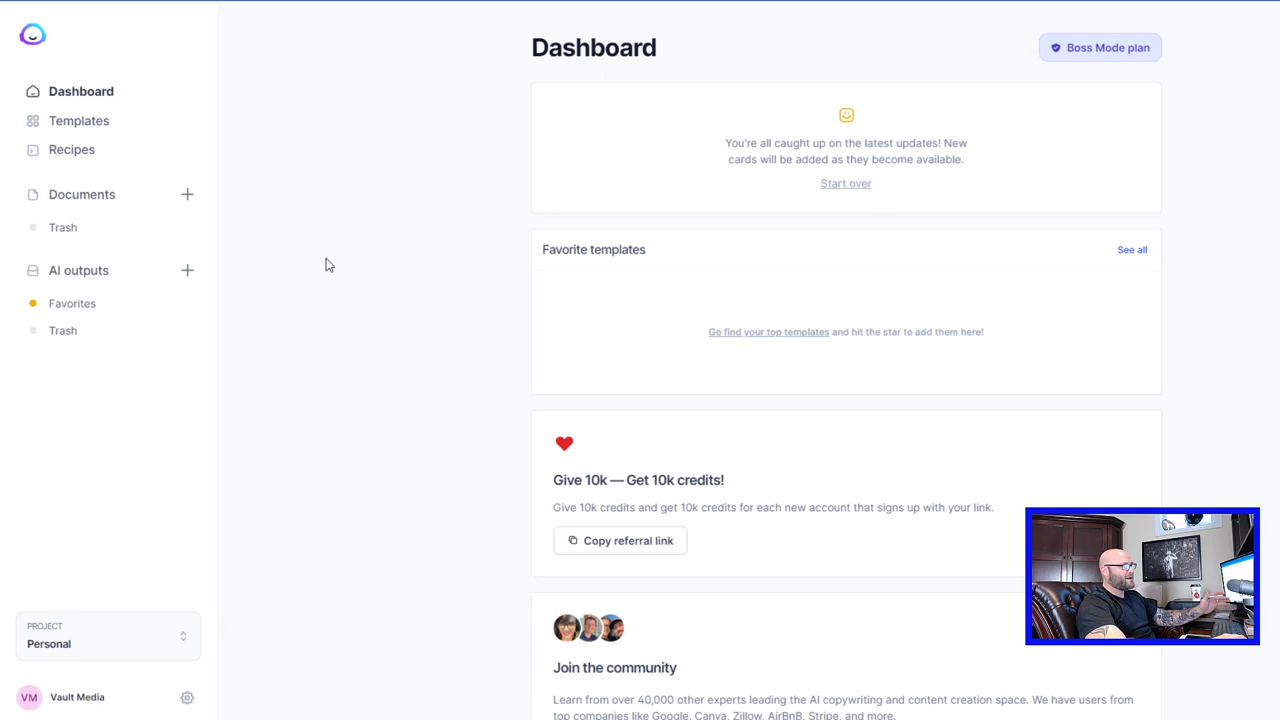 Dashboard
Templates
Recipes
Documents
Trash
AI outputs
Favorites
Trash
PROJECT
Personal
VM
Vault Media
Dashboard
Boss Mode plan
You're all caught up on the latest updates! New
cards will be added as they become available.
Start over
Favorite templates
See all
Go find your top templates and hit the star to add them here!
Give 10k — Get 10k credits!
Give 10k credits and get 10k credits for each new account that signs up with your link.
Copy referral link
Join the community
Learn from over 40,000 other experts leading the AI copywriting and content creation space. We have users from
top companies like Google, Canva, Zillow, AirBnB, Stripe, and more.